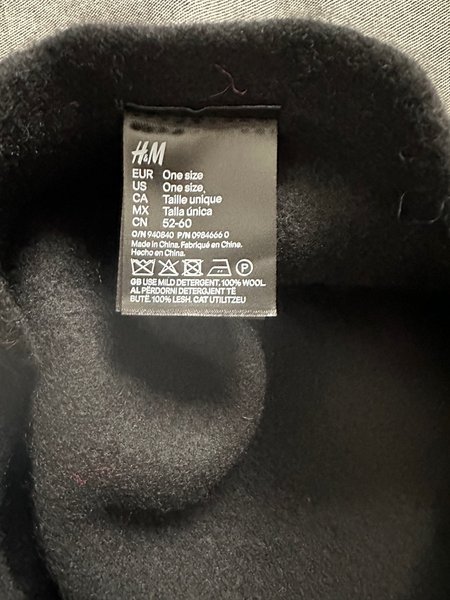 H&M
EUR One size
US One size
CA Taille unique
MX Talla única
CN 52-60
O/N 940840 P/N 0984666 0
Made in China. Fabriqué en Chine.
Hecho en China.
P
GB USE MILD DETERGENT. 100% WOOL.
AL PËRDORNI DETERGJENT TË
BUTË. 100% LESH. CAT UTILITZEU